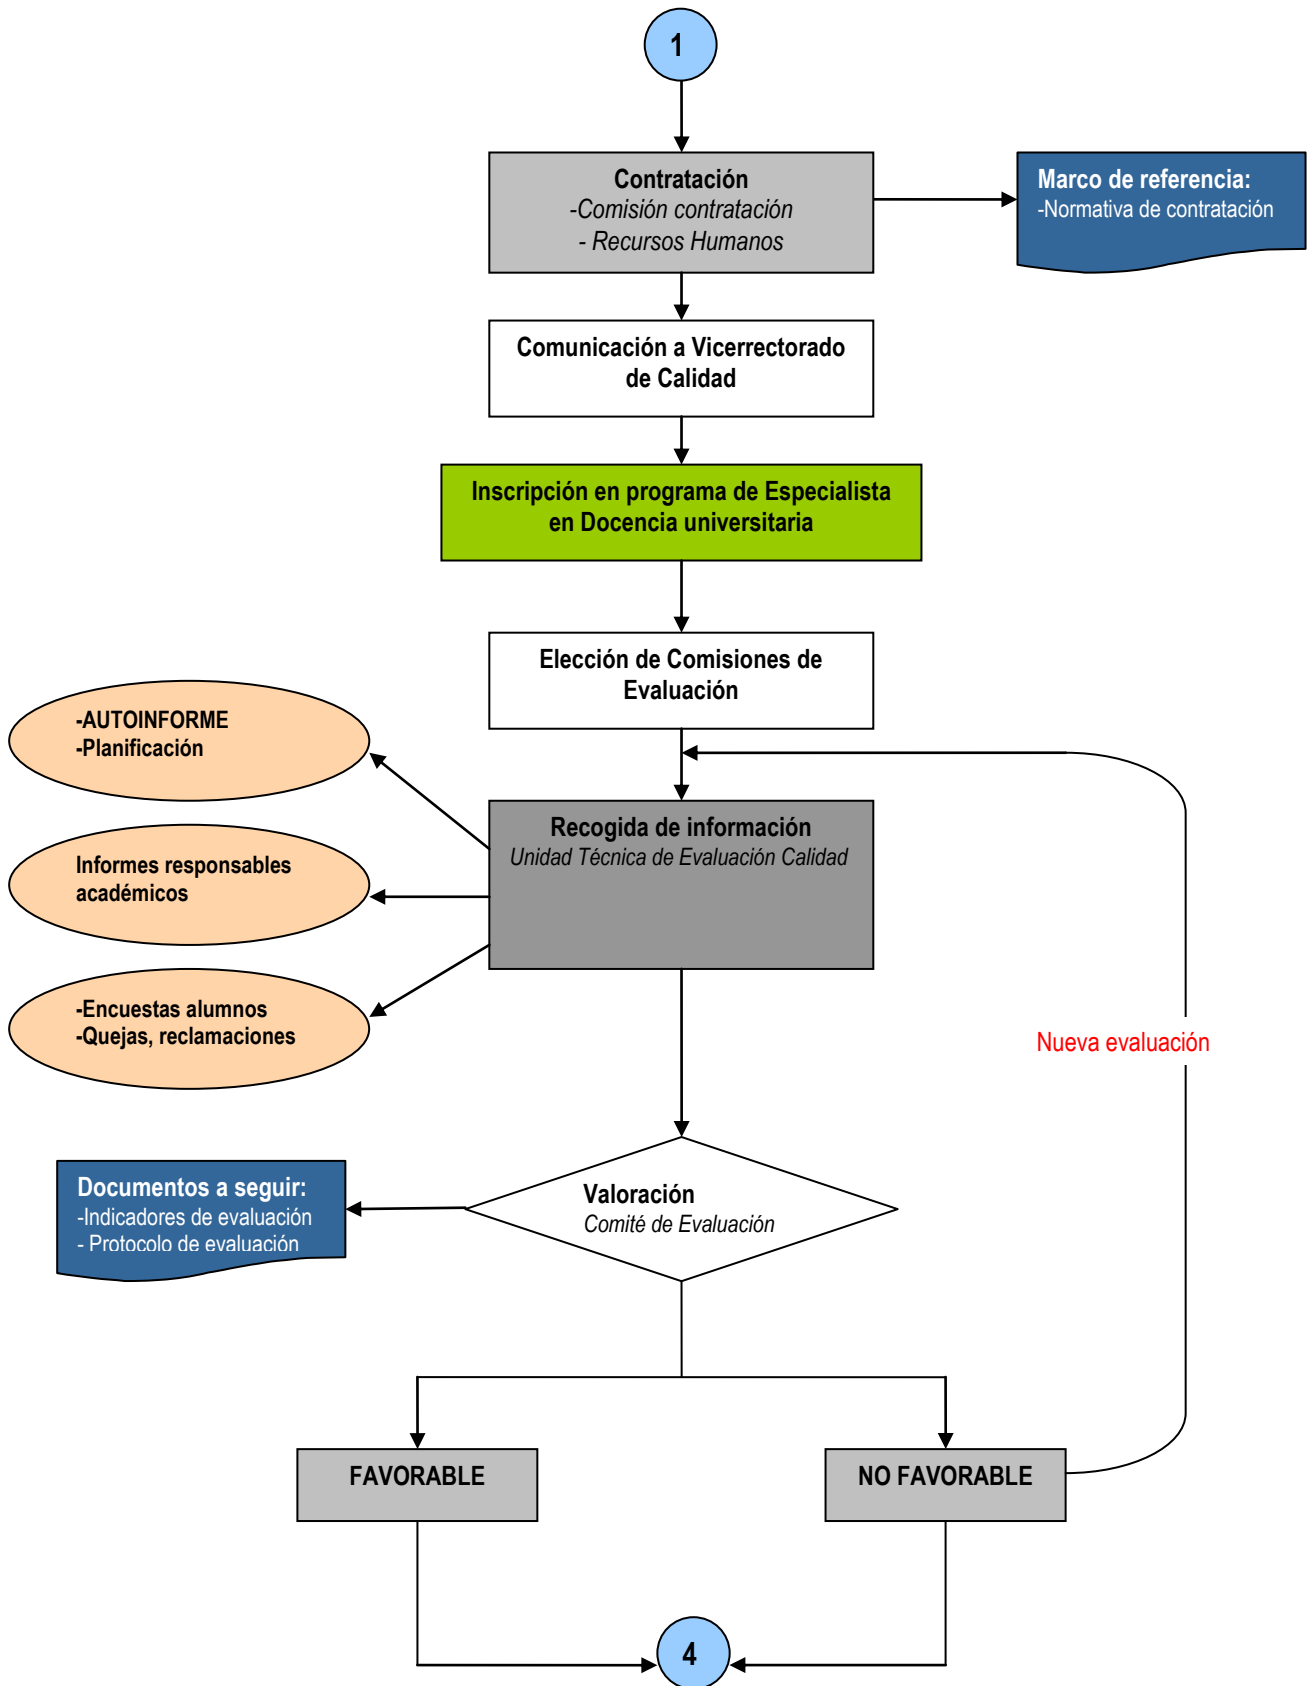 1
Contratación
-Comisión contratación
- Recursos Humanos
Marco de referencia:
-Normativa de contratación
Comunicación a Vicerrectorado
de Calidad
Inscripción en programa de Especialista
en Docencia universitaria
Elección de Comisiones de
Evaluación
-AUTOINFORME
-Planificación
Recogida de información
Unidad Técnica de Evaluación Calidad
Informes responsables
académicos
-Encuestas alumnos
-Quejas, reclamaciones
Nueva evaluación
Documentos a seguir:
-Indicadores de evaluación
- Protocolo de evaluación
Valoración
Comité de Evaluación
FAVORABLE
NO FAVORABLE
4